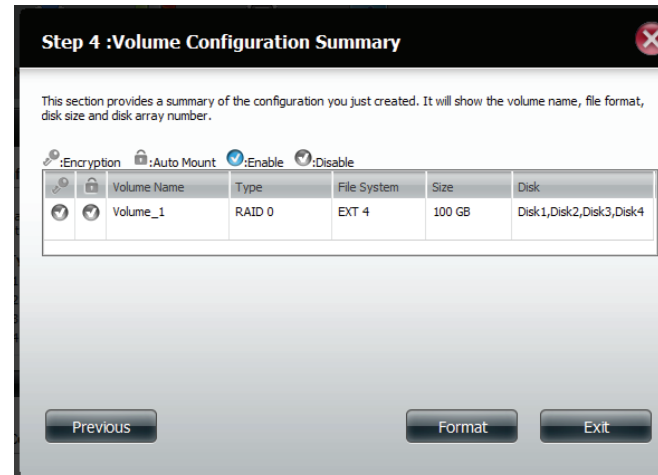 Step 4 :Volume Configuration Summary
This section provides a summary of the configuration you just created. It will show the volume name, file format,
disk size and disk array number.
:Encryption :Auto Mount :Enable :Disable
Volume Name Type File System Size Disk
Volume_1 RAID 0 EXT 4 100 GB Disk1,Disk2,Disk3,Disk4
Previous Format Exit